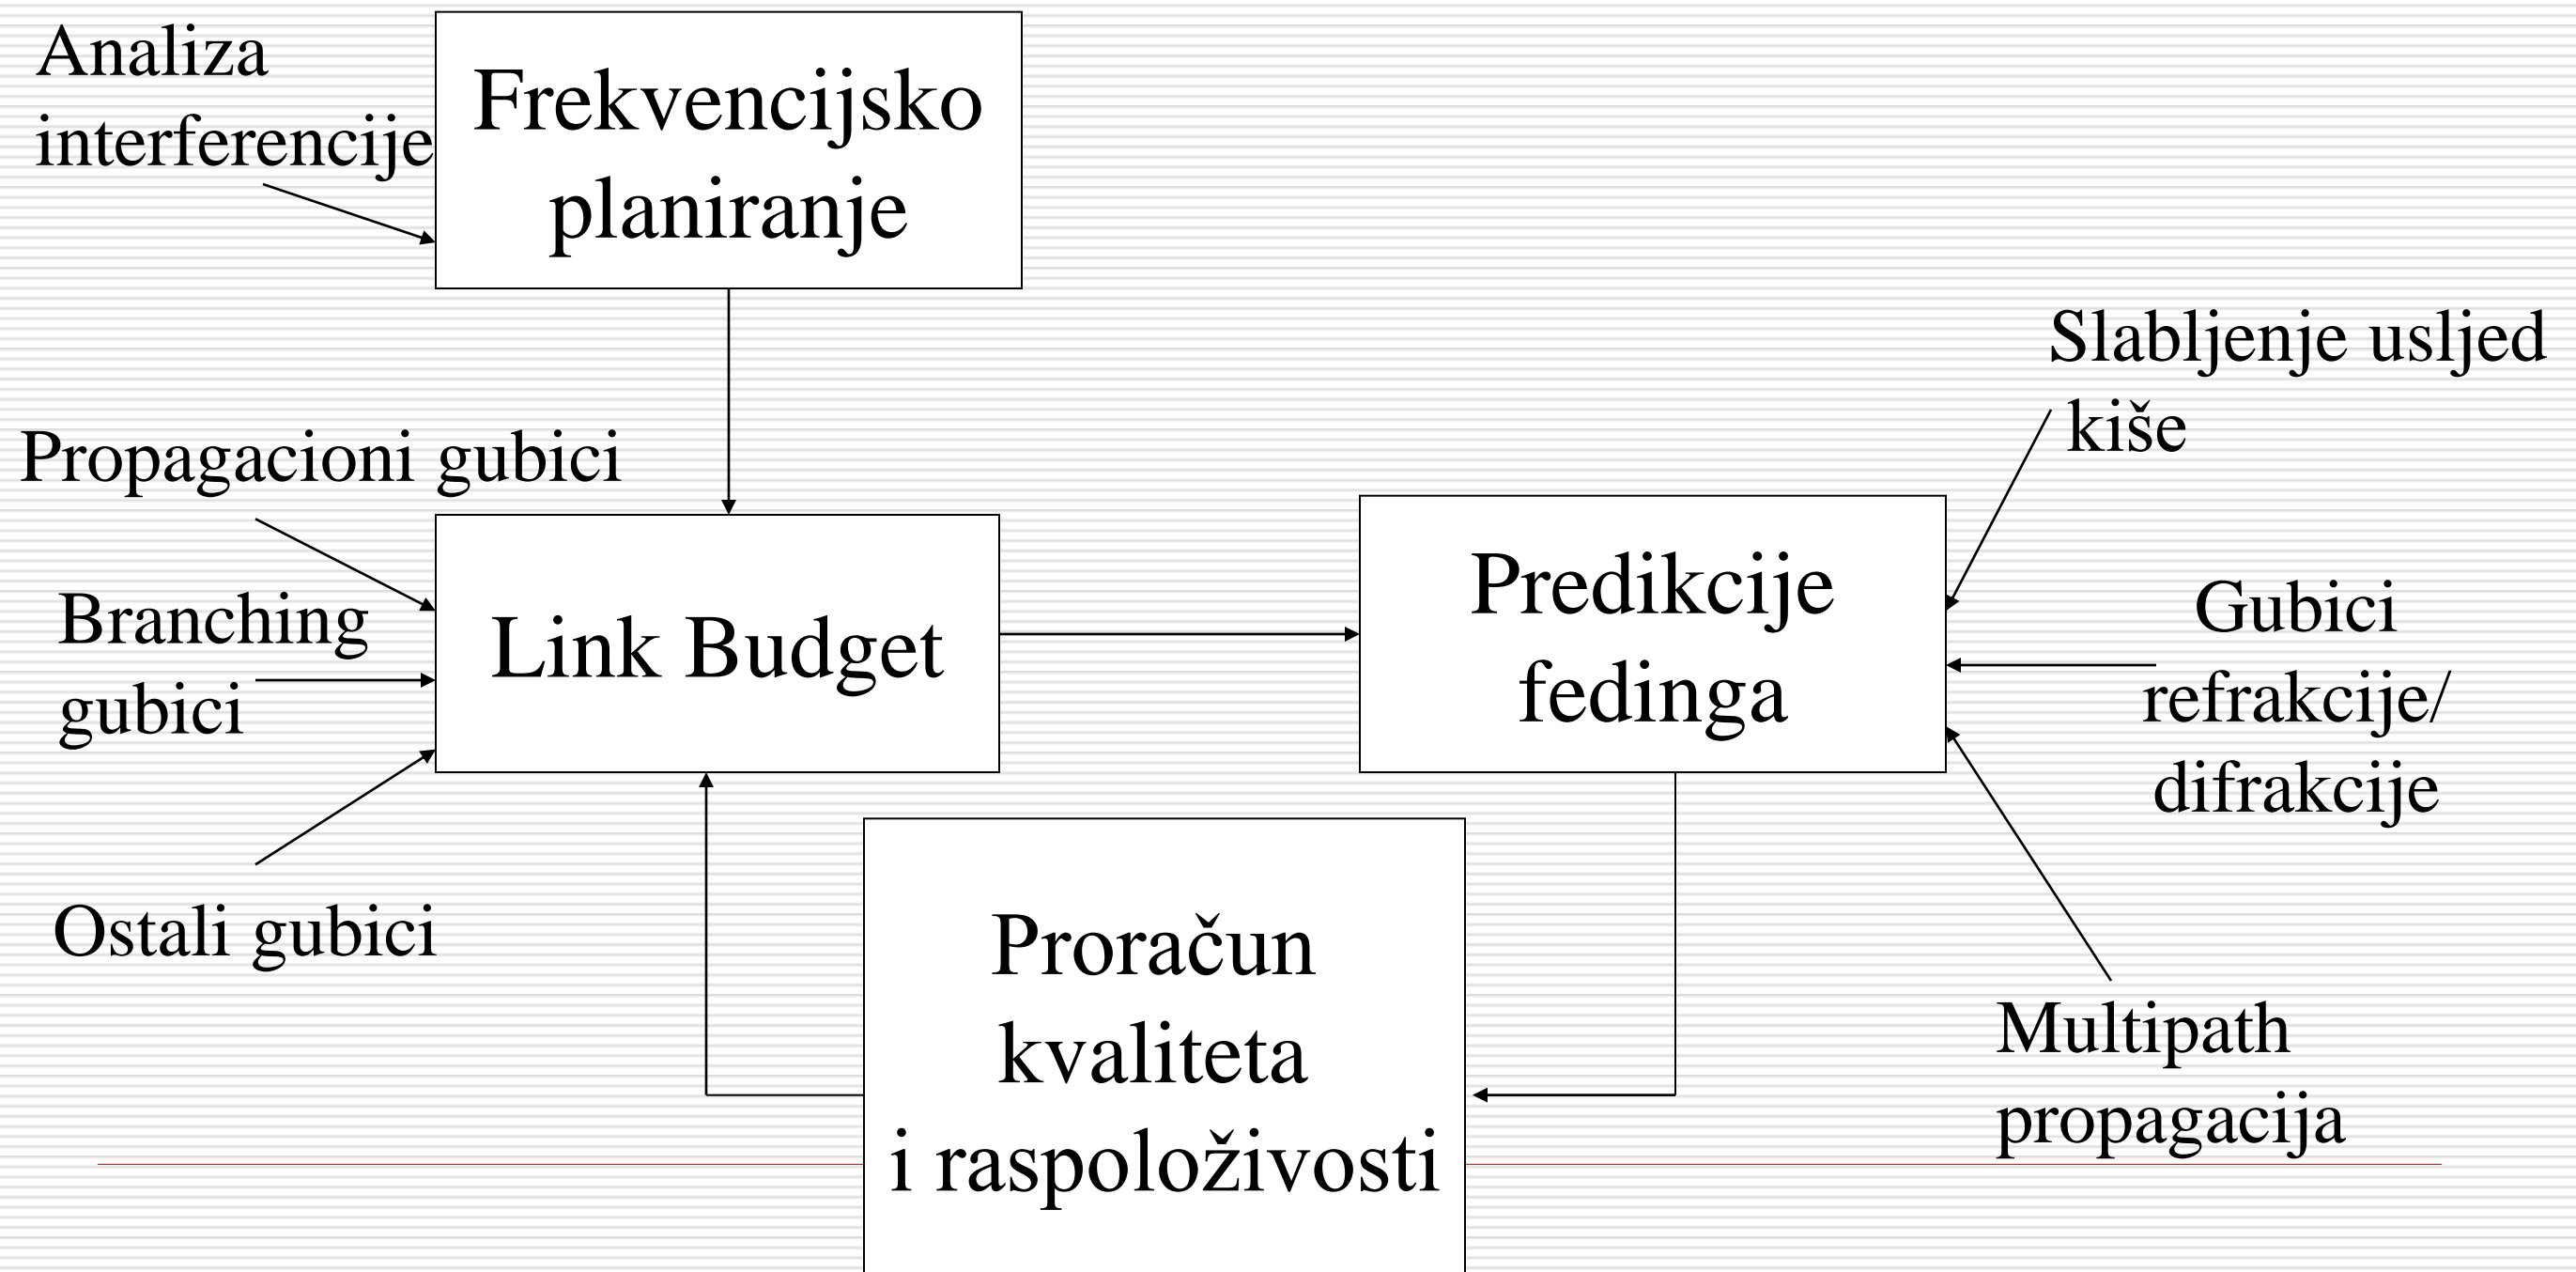 Analiza
interferencije
Frekvencijsko
planiranje
Slabljenje usljed
kiše
Propagacioni gubici
Branching
gubici
Link Budget
Predikcije
fedinga
Gubici
refrakcije/
difrakcije
Ostali gubici
Proračun
kvaliteta
i raspoloživosti
Multipath
propagacija